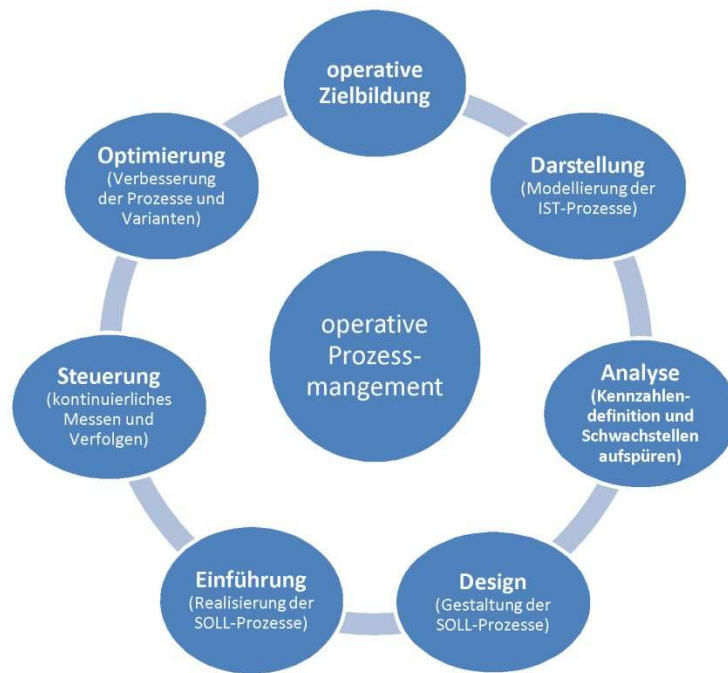 operative
Zielbildung
Darstellung
(Modellierung der
IST-Prozesse)
Analyse
(Kennzahlen-
definition und
Schwachstellen
aufspüren)
Design
(Gestaltung der
SOLL-Prozesse)
Einführung
(Realisierung der
SOLL-Prozesse)
Steuerung
(kontinuierliches
Messen und
Verfolgen)
Optimierung
(Verbesserung
der Prozesse und
Varianten)
operative
Prozess-
mangement